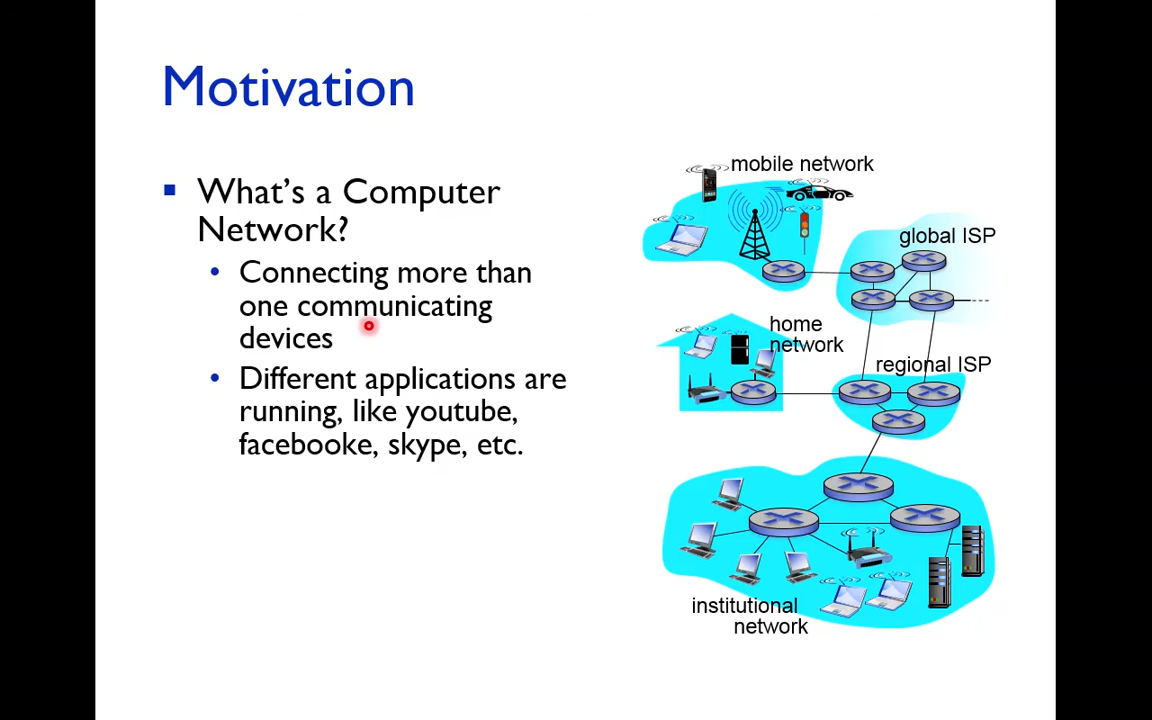 Motivation
What's a Computer
Network?
Connecting more than
one communicating
devices
Different applications are
running, like youtube,
facebooke, skype, etc.
mobile network
global ISP
home
network
regional ISP
institutional
network